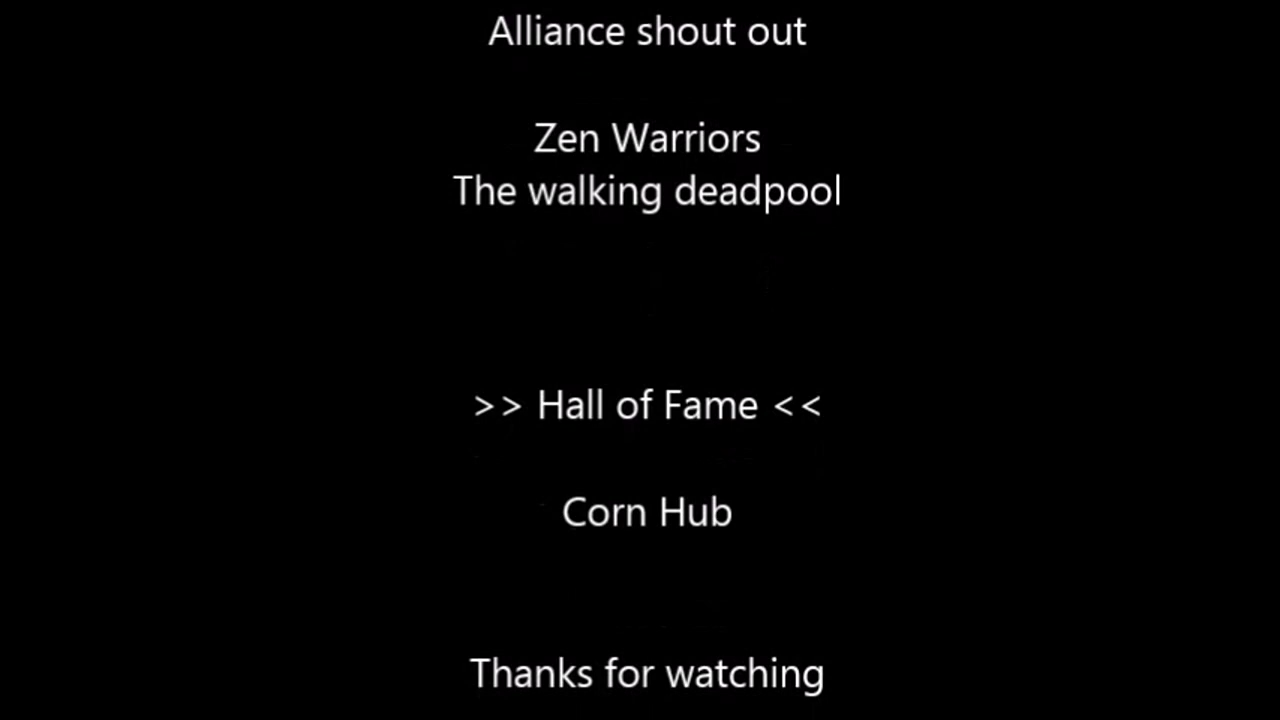 Alliance shout out
Zen Warriors
The walking deadpool
>> Hall of Fame <<
Corn Hub
Thanks for watching